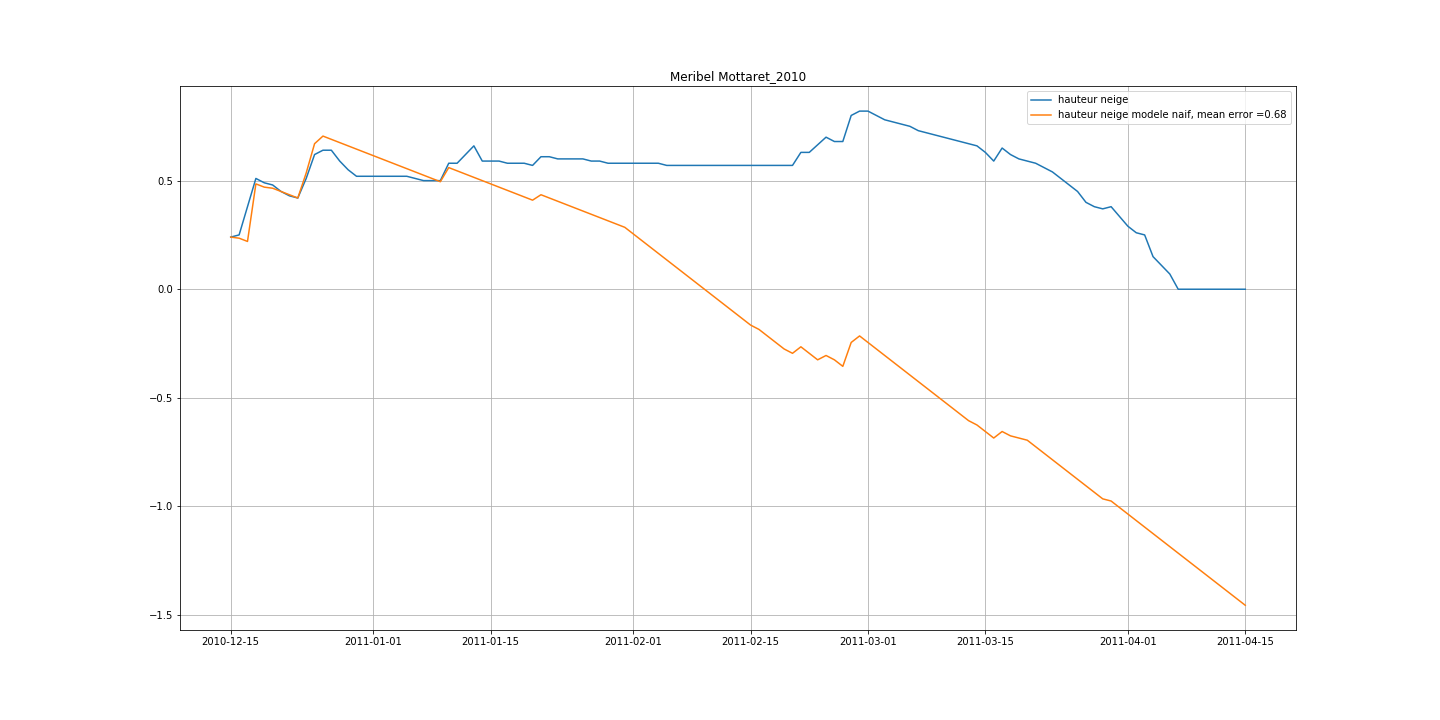 Meribel Mottaret_2010
hauteur neige
hauteur neige modele naif, mean error =0.68
0.5
0.0
−0.5
−1.0
−1.5
2010-12-15 2011-01-01 2011-01-15 2011-02-01 2011-02-15 2011-03-01 2011-03-15 2011-04-01 2011-04-15